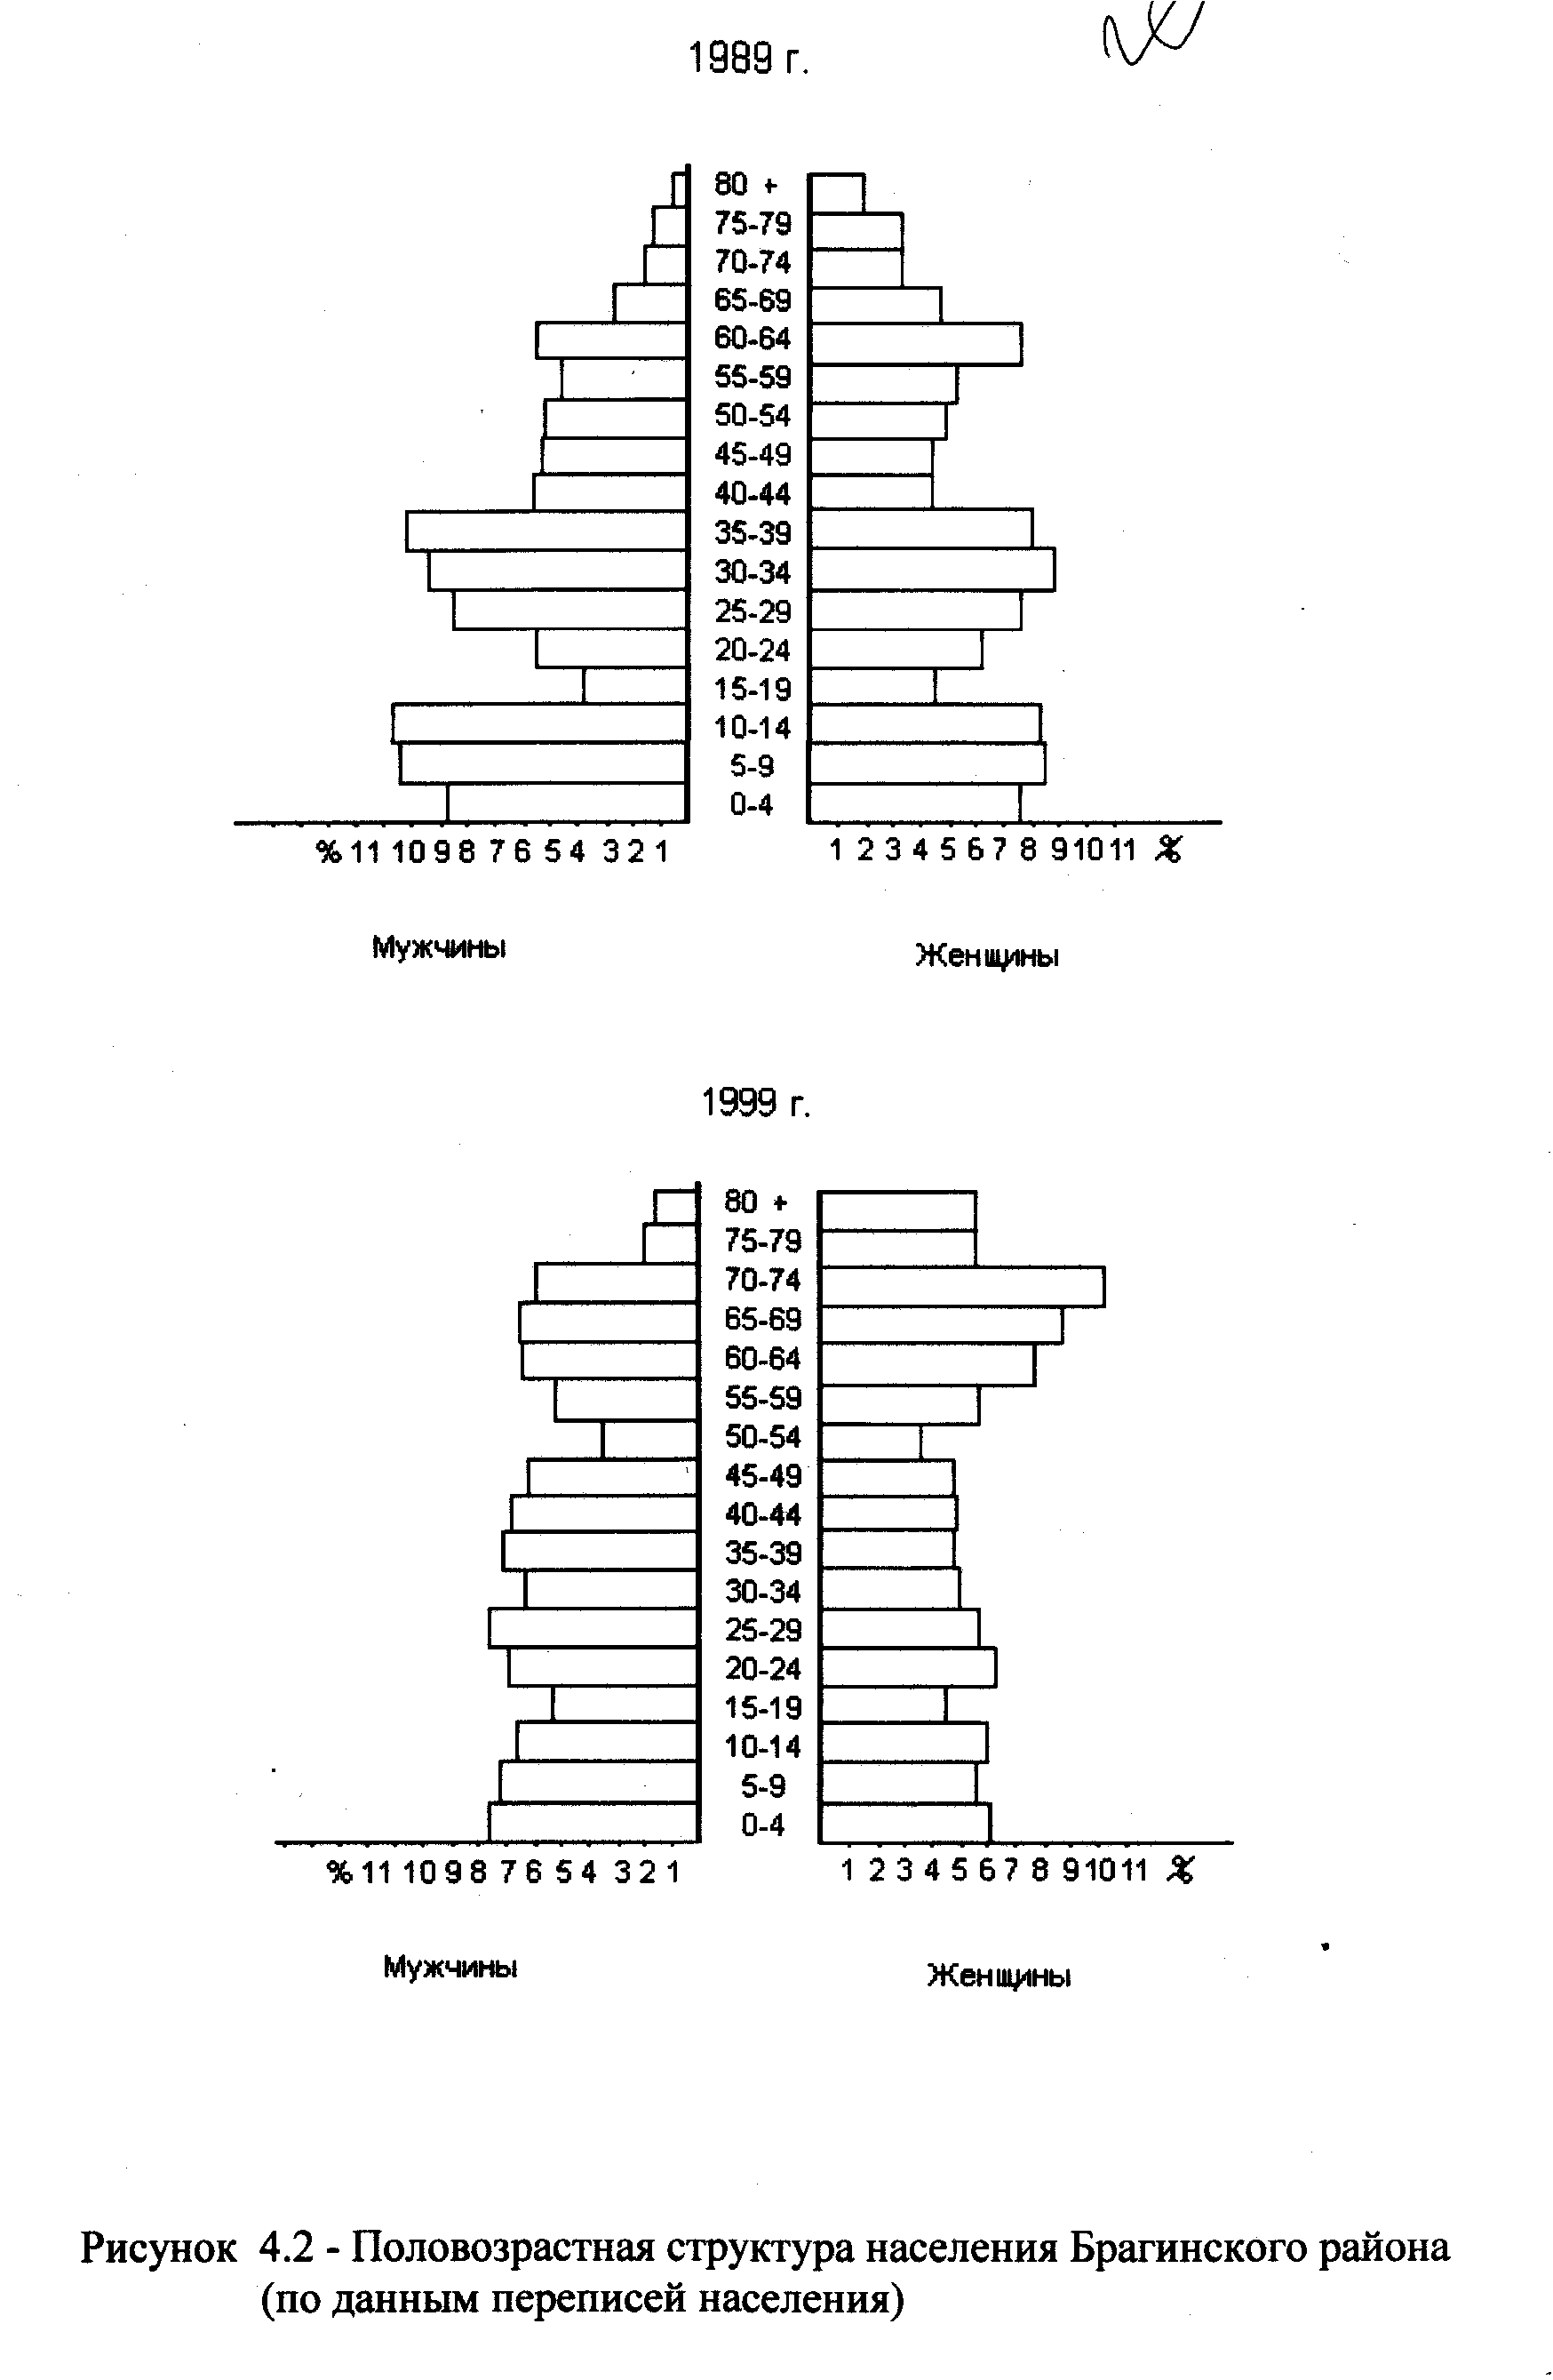 1989 г.
80 +
75-79
70-74
65-69
60-64
55-59
50-54
45-49
40-44
35-39
30-34
25-29
20-24
15-19
10-14
5-9
0-4
% 11 10 9 8 7 6 5 4 3 2 1
1 2 3 4 5 6 7 8 9 10 11 %
Мужчины
Женщины
1999 г.
80 +
75-79
70-74
65-69
60-64
55-59
50-54
45-49
40-44
35-39
30-34
25-29
20-24
15-19
10-14
5-9
0-4
% 11 10 9 8 7 6 5 4 3 2 1
1 2 3 4 5 6 7 8 9 10 11 %
Мужчины
Женщины
Рисунок 4.2 - Половозрастная структура населения Брагинского района
(по данным переписей населения)